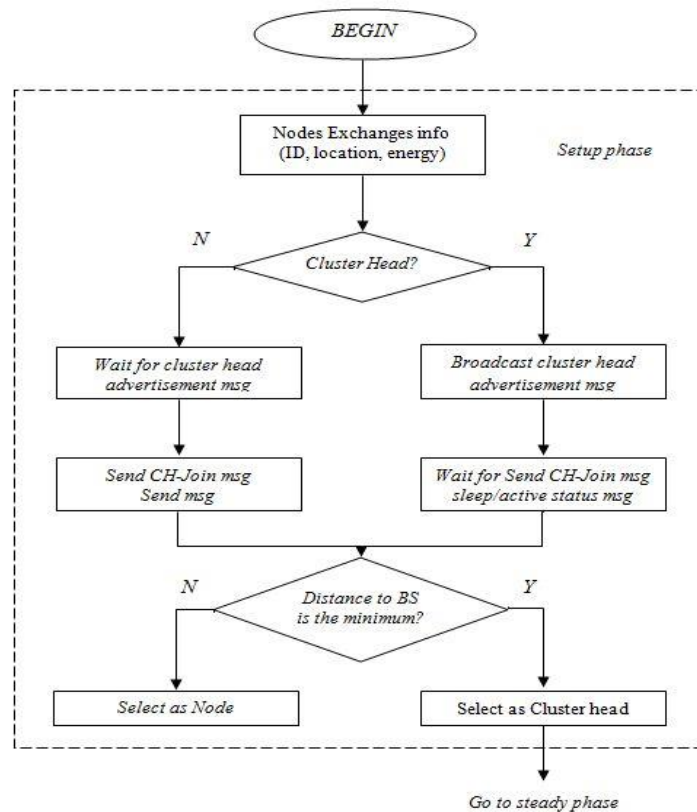 BEGIN
Nodes Exchanges info
(ID, location, energy)
Setup phase
N
Y
Cluster Head?
Wait for cluster head
advertisement msg
Broadcast cluster head
advertisement msg
Send CH-Join msg
Send msg
Wait for Send CH-Join msg
sleep/active status msg
N
Y
Distance to BS
is the minimum?
Select as Node
Select as Cluster head
Go to steady phase